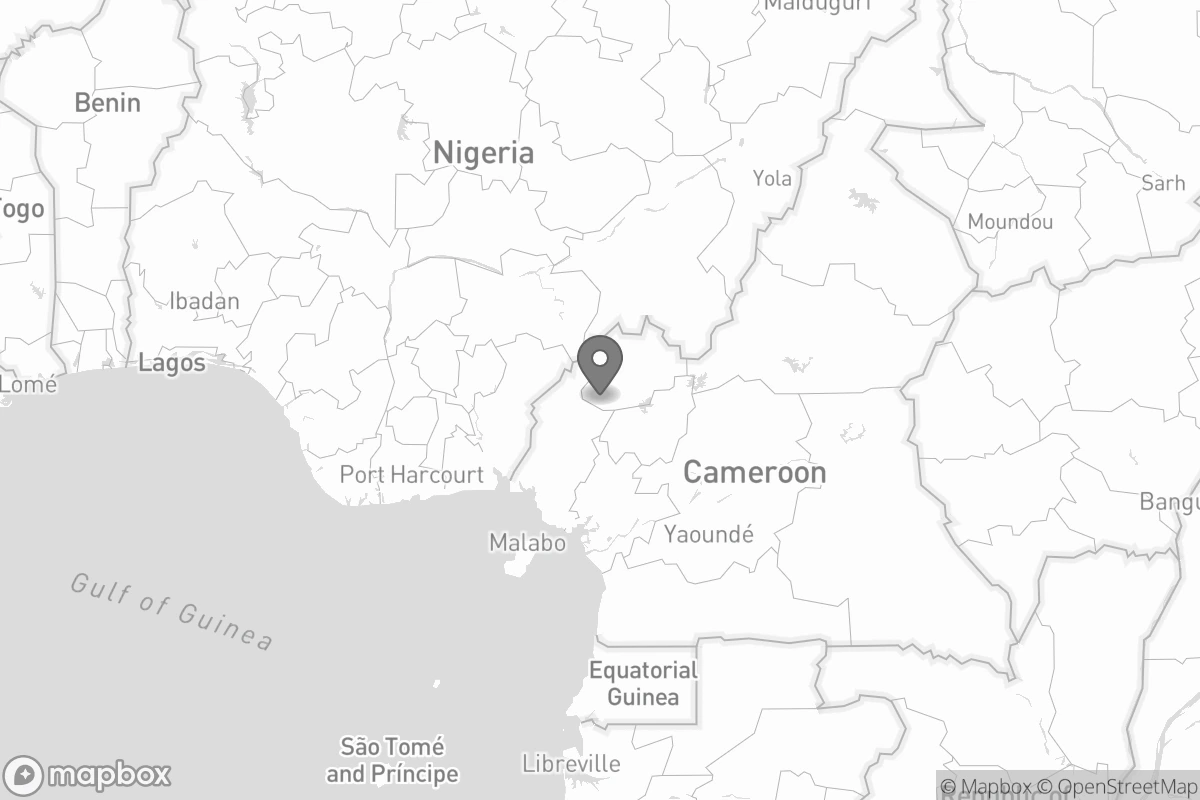 Maiduguri
Benin
Nigeria
Yola
Sarh
Togo
Moundou
Ibadan
Lagos
Lomé
Port Harcourt
Cameroon
Bangu
Yaoundé
Malabo
Gulf of Guinea
Equatorial
Guinea
São Tomé
and Príncipe
Libreville
mapbox
© Mapbox © OpenStreetMap